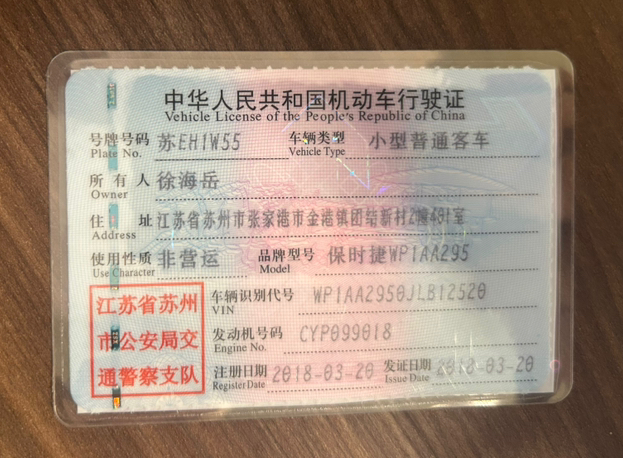 中华人民共和国机动车行驶证
Vehicle License of the People's Republic of China
号牌号码 苏EH1W55 车辆类型 小型普通客车
Plate No. Vehicle Type
所有人 徐海岳
Owner
住址 江苏省苏州市张家港市金港镇团结新村2幢401室
Address
使用性质 非营运 品牌型号 保时捷WP1AA295
Use Character Model
江苏省苏州 车辆识别代号 WP1AA2950JLB12520
VIN
市公安局交 发动机号码 CYP099018
Engine No.
通警察支队 注册日期 2018-03-20 发证日期 2018-03-20
Register Date Issue Date